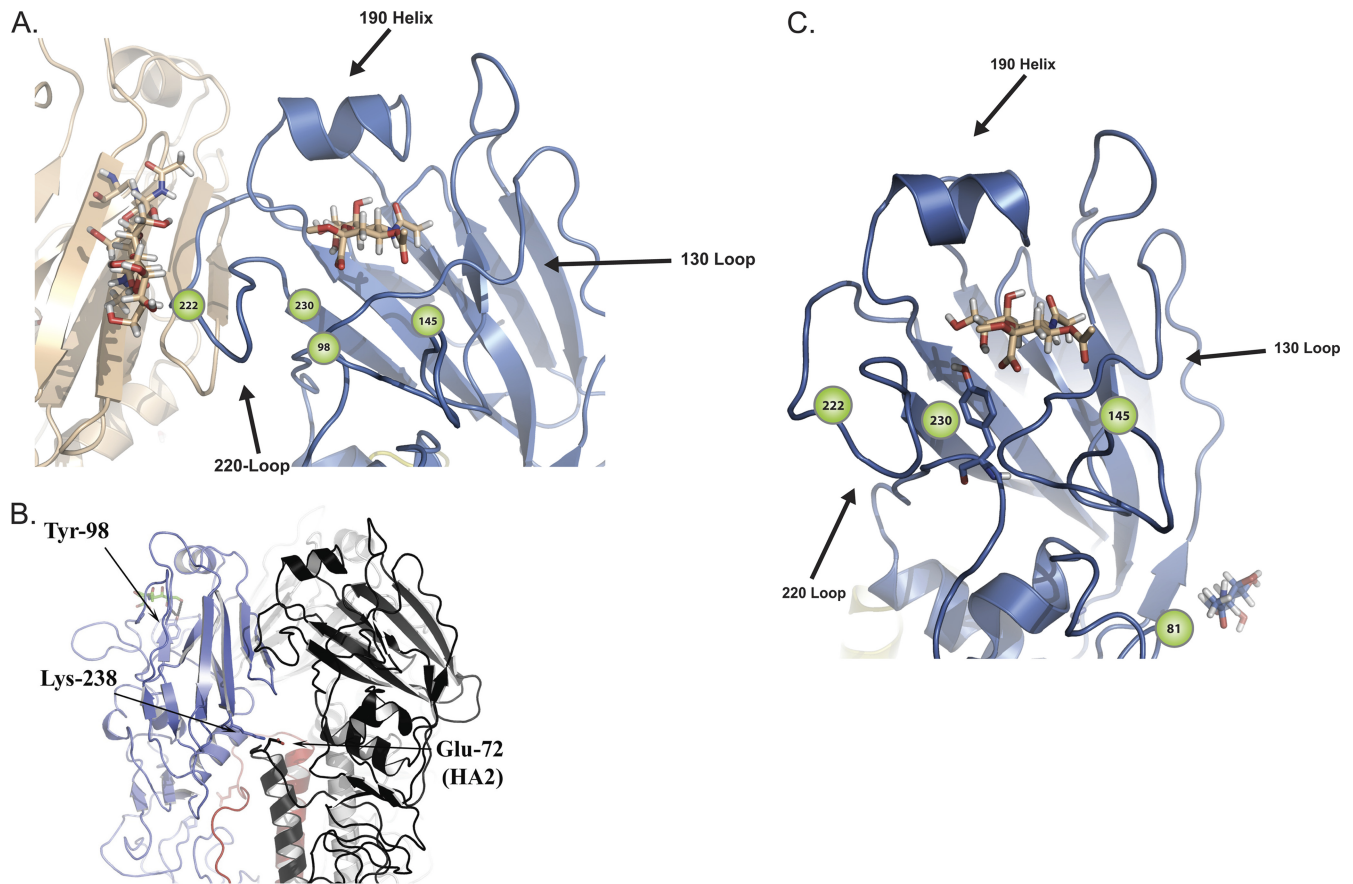 A.
190 Helix
130 Loop
222
230
98
145
220-Loop
B.
Tyr-98
Lys-238
Glu-72
(HA2)
C.
190 Helix
130 Loop
222
230
145
220 Loop
81